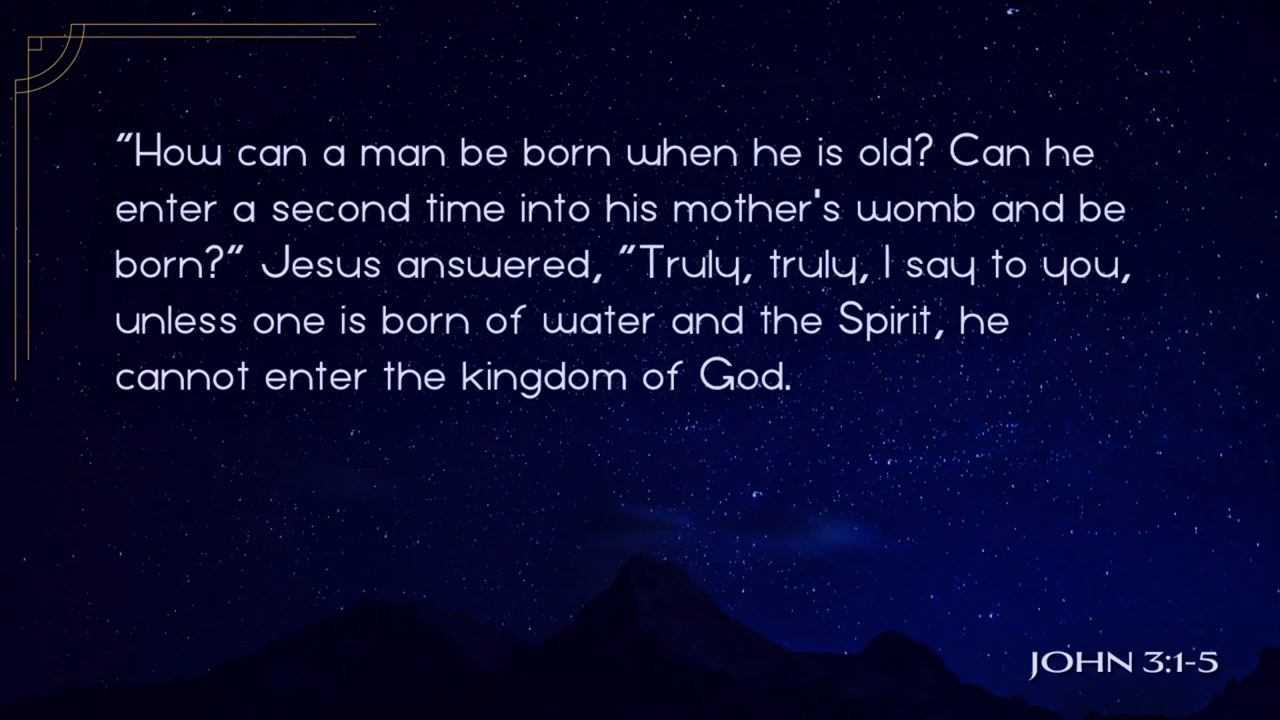 “How can a man be born when he is old? Can he
enter a second time into his mother's womb and be
born?” Jesus answered, “Truly, truly, I say to you,
unless one is born of water and the Spirit, he
cannot enter the kingdom of God.
JOHN 3:1-5